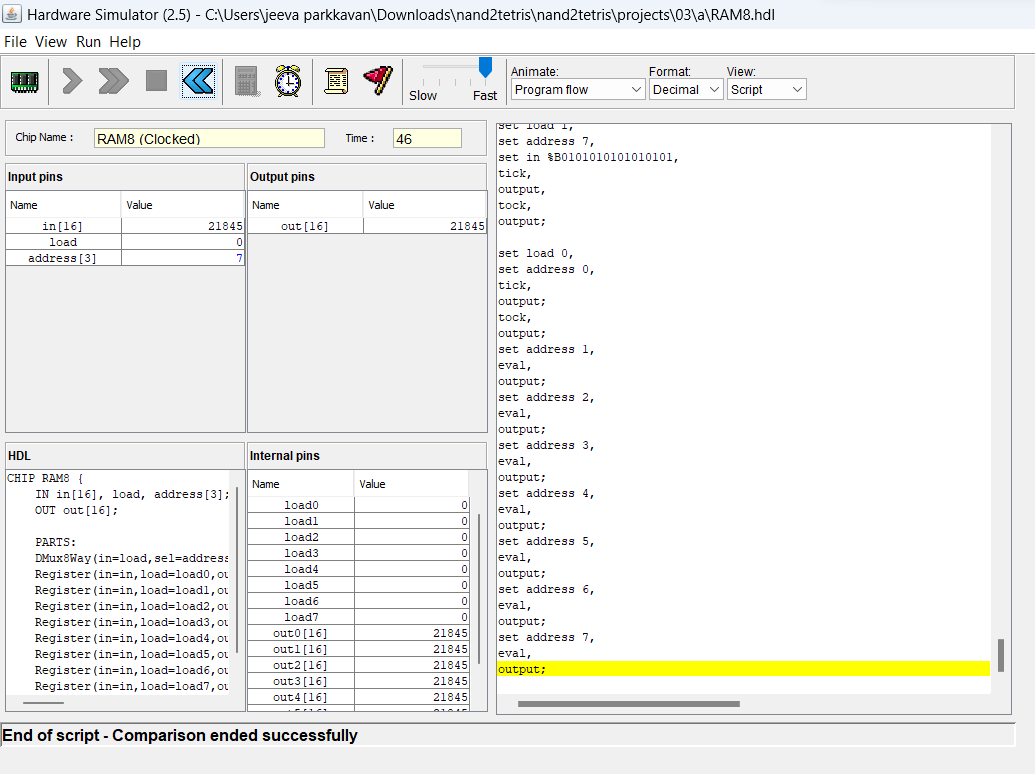 Hardware Simulator (2.5) - C:\Users\jeeva parkkavan\Downloads\nand2tetris\nand2tetris\projects\03\a\RAM8.hdl
File View Run Help
Slow Fast
Animate:
Program flow
Format:
Decimal
View:
Script
Chip Name : RAM8 (Clocked) Time : 46
Input pins
Name Value
in[16] 21845
load 0
address[3] 7
Output pins
Name Value
out[16] 21845
HDL
CHIP RAM8 {
IN in[16], load, address[3];
OUT out[16];
PARTS:
DMux8Way(in=load,sel=address
Register(in=in,load=load0,ou
Register(in=in,load=load1,ou
Register(in=in,load=load2,ou
Register(in=in,load=load3,ou
Register(in=in,load=load4,ou
Register(in=in,load=load5,ou
Register(in=in,load=load6,ou
Register(in=in,load=load7,ou
Internal pins
Name Value
load0 0
load1 0
load2 0
load3 0
load4 0
load5 0
load6 0
load7 0
out0[16] 21845
out1[16] 21845
out2[16] 21845
out3[16] 21845
out4[16] 21845
set load 1,
set address 7,
set in %B0101010101010101,
tick,
output,
tock,
output;
set load 0,
set address 0,
tick,
output;
tock,
output;
set address 1,
eval,
output;
set address 2,
eval,
output;
set address 3,
eval,
output;
set address 4,
eval,
output;
set address 5,
eval,
output;
set address 6,
eval,
output;
set address 7,
eval,
output;
End of script - Comparison ended successfully